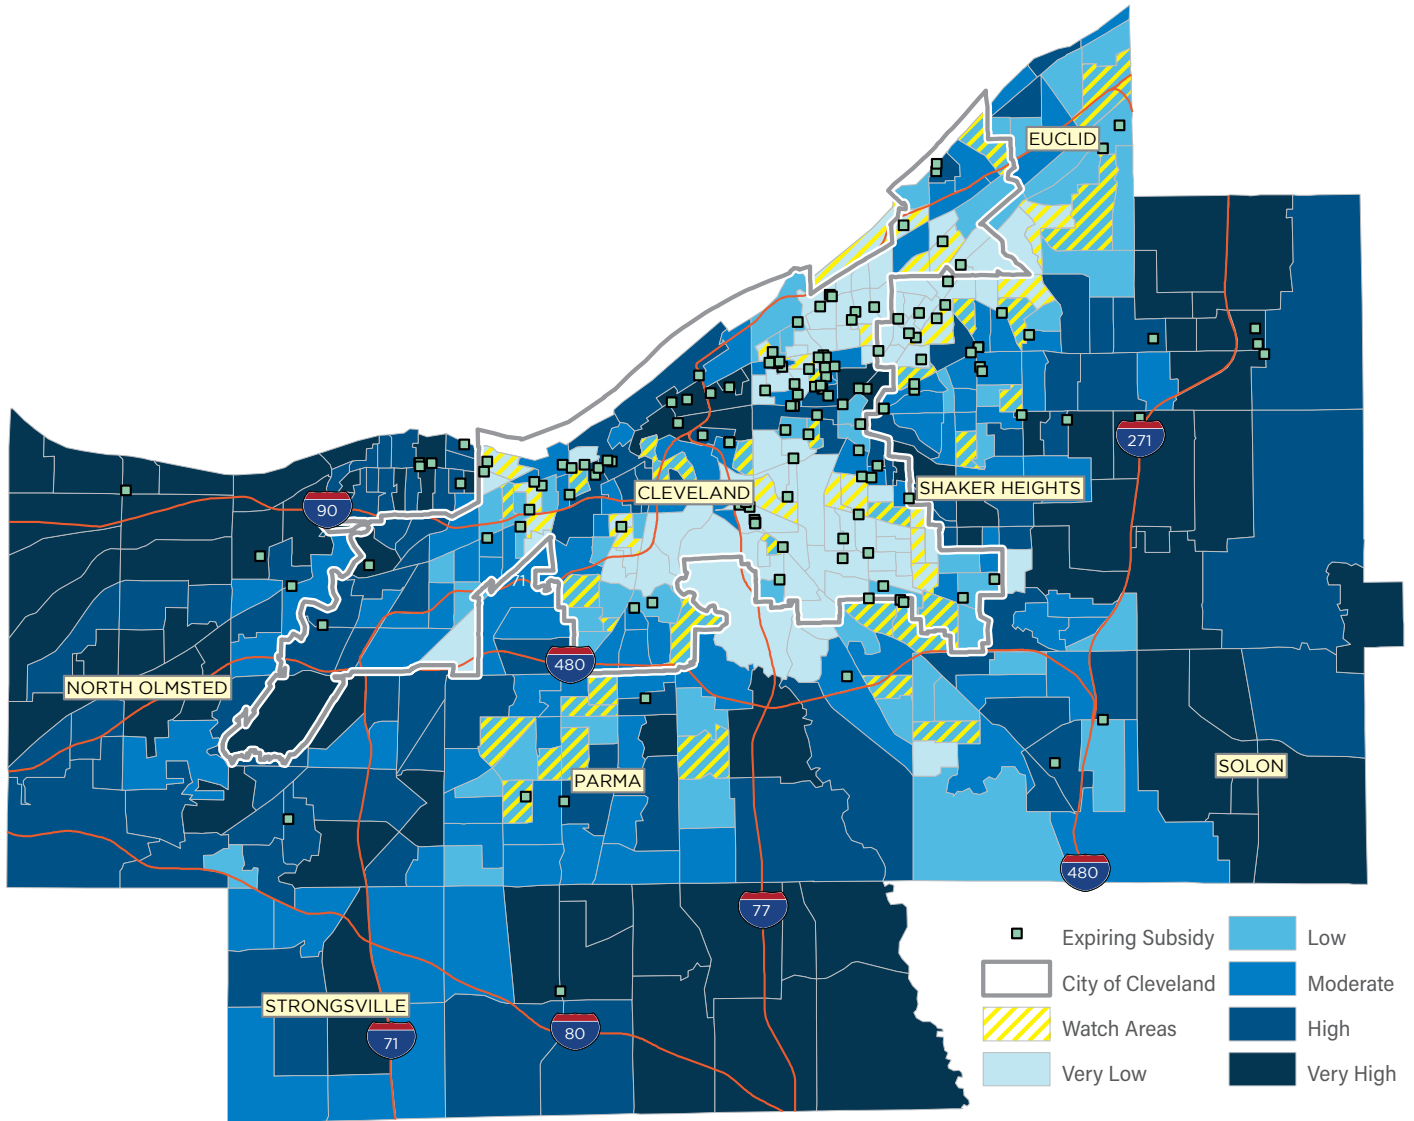 EUCLID
271
SHAKER HEIGHTS
CLEVELAND
90
71
480
NORTH OLMSTED
PARMA
SOLON
480
77
STRONGSVILLE
71
80
Expiring Subsidy
City of Cleveland
Watch Areas
Very Low
Low
Moderate
High
Very High